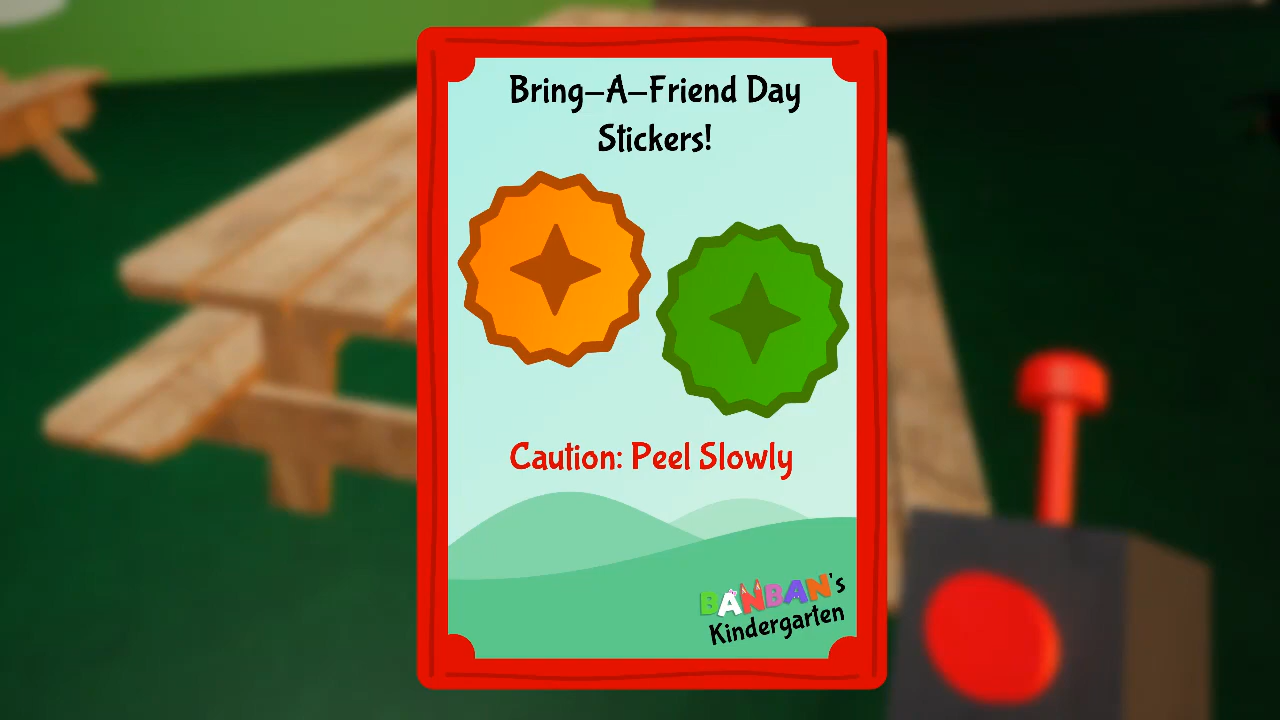 Bring-A-Friend Day
Stickers!
Caution: Peel Slowly
BANBAN's
Kindergarten